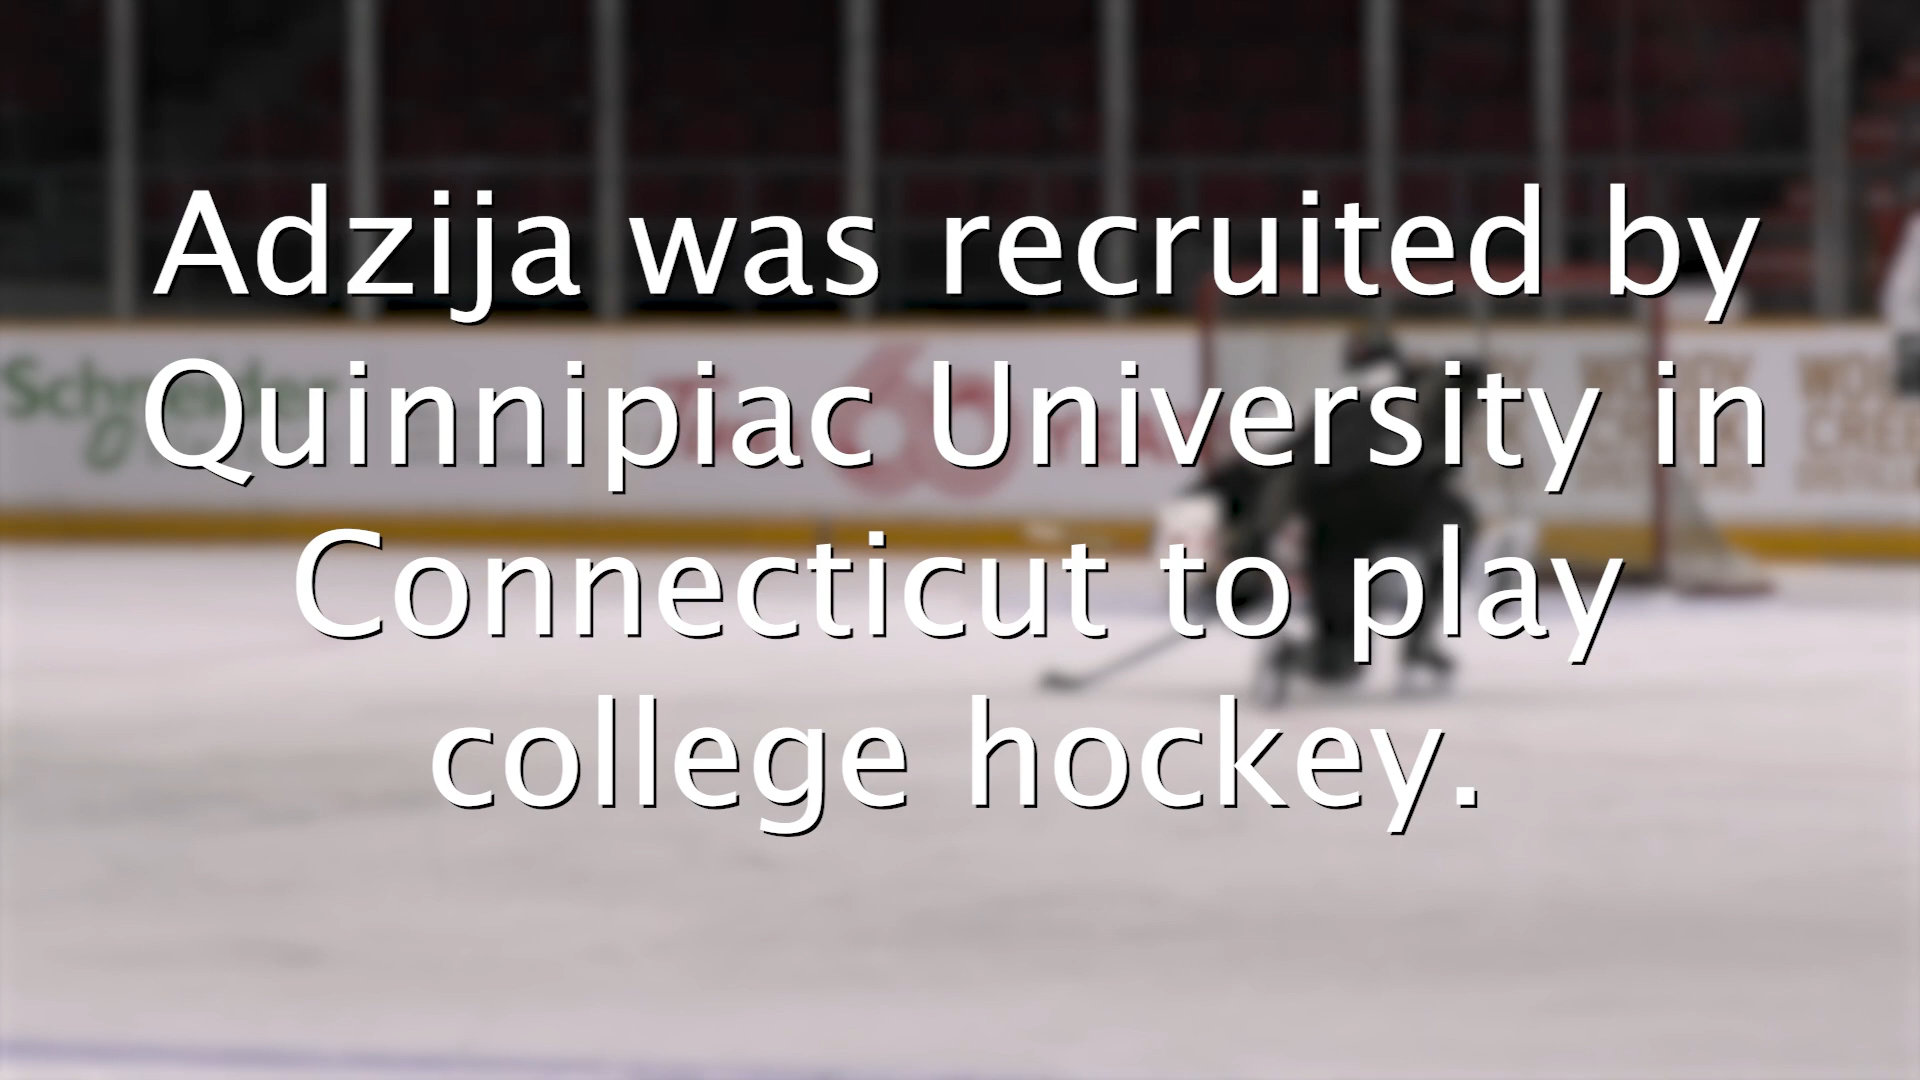 Adzija was recruited by
Quinnipiac University in
Connecticut to play
college hockey.